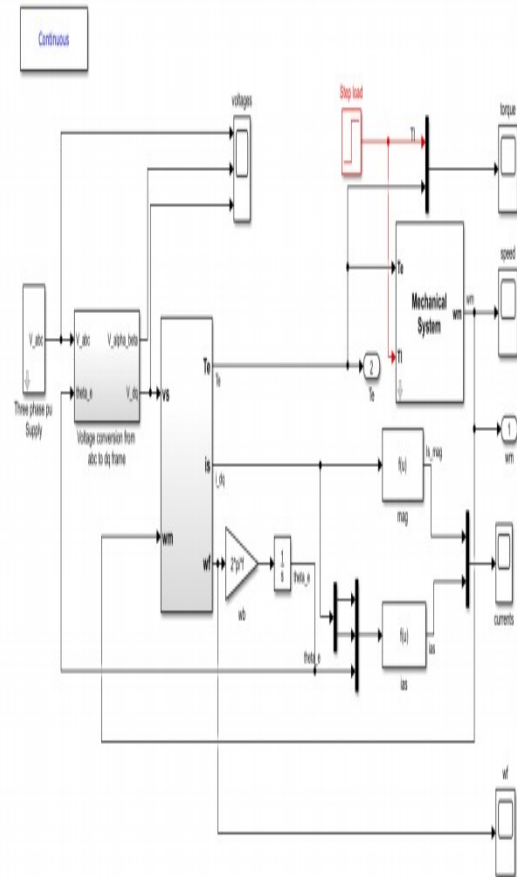 Continuous
voltages
Step load
Tl
torque
speed
Te
Mechanical
System
wm
wm
Tl
V_abc
Three phase pu
Supply
V_abc
V_alpha_beta
theta_e
V_dq
Voltage conversion from
abc to dq frame
vs
Te
Te
2
Te
1
wm
is
i_dq
f(u)
Is_mag
mag
wm
wf
2*pi*f
wb
1
s
theta_e
theta_e
f(u)
ias
ias
currents
wf